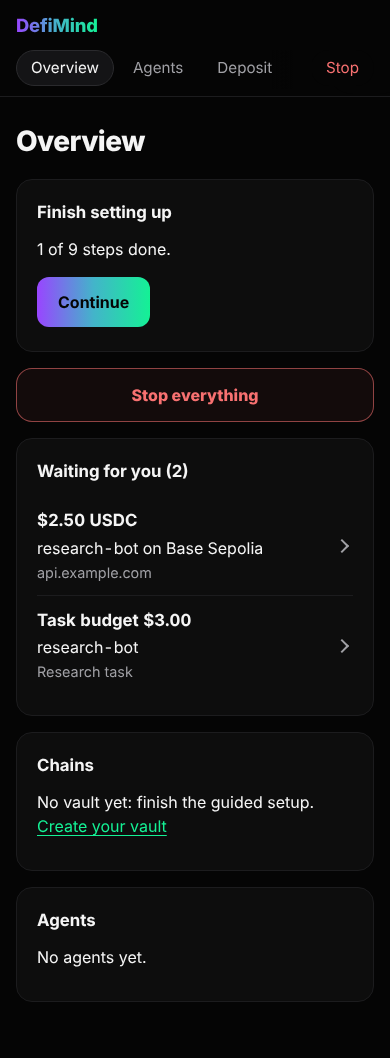 DefiMind
Overview Agents Deposit Stop
Overview
Finish setting up
1 of 9 steps done.
Continue
Stop everything
Waiting for you (2)
$2.50 USDC
research-bot on Base Sepolia
api.example.com
Task budget $3.00
research-bot
Research task
Chains
No vault yet: finish the guided setup.
Create your vault
Agents
No agents yet.